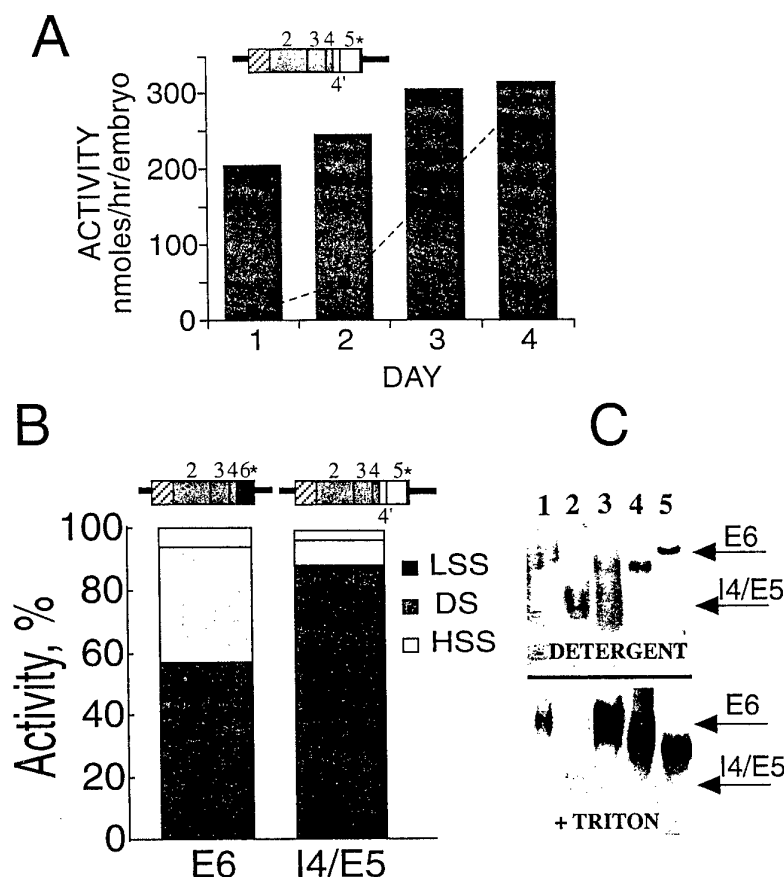 A
2 3 4 5*
4'
ACTIVITY
nmoles/hr/embryo
300
200
100
0
1 2 3 4
DAY
B
2 3 4 6* 2 3 4 5*
4'
Activity, %
100
80
60
40
20
0
E6 I4/E5
LSS
DS
HSS
C
1 2 3 4 5
E6
I4/E5
- DETERGENT
E6
I4/E5
+ TRITON